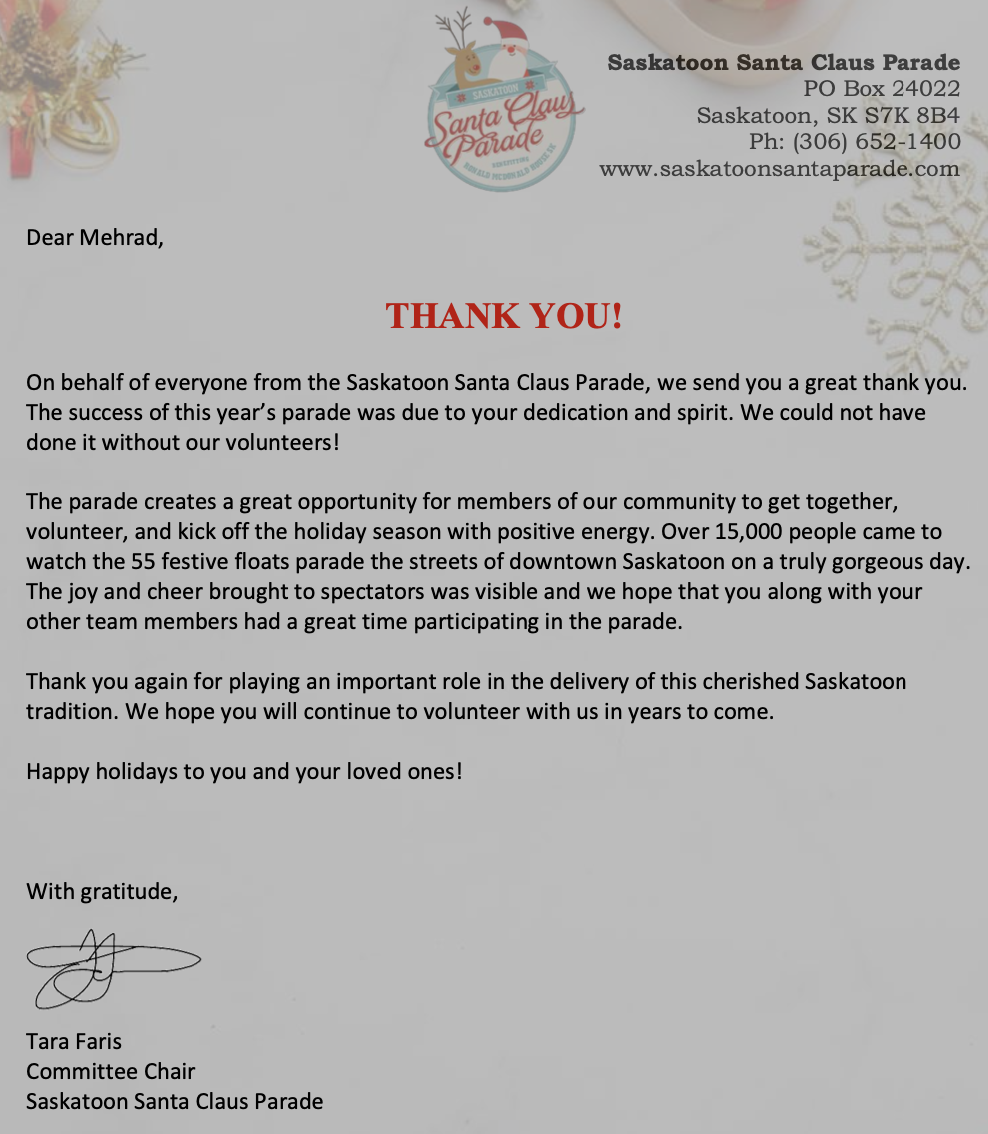 SASKATOON
Santa Claus
Parade
BENEFITTING
RONALD MCDONALD HOUSE SK
Saskatoon Santa Claus Parade
PO Box 24022
Saskatoon, SK S7K 8B4
Ph: (306) 652-1400
www.saskatoonsantaparade.com
Dear Mehrad,
THANK YOU!
On behalf of everyone from the Saskatoon Santa Claus Parade, we send you a great thank you.
The success of this year’s parade was due to your dedication and spirit. We could not have
done it without our volunteers!
The parade creates a great opportunity for members of our community to get together,
volunteer, and kick off the holiday season with positive energy. Over 15,000 people came to
watch the 55 festive floats parade the streets of downtown Saskatoon on a truly gorgeous day.
The joy and cheer brought to spectators was visible and we hope that you along with your
other team members had a great time participating in the parade.
Thank you again for playing an important role in the delivery of this cherished Saskatoon
tradition. We hope you will continue to volunteer with us in years to come.
Happy holidays to you and your loved ones!
With gratitude,
Tara Faris
Committee Chair
Saskatoon Santa Claus Parade